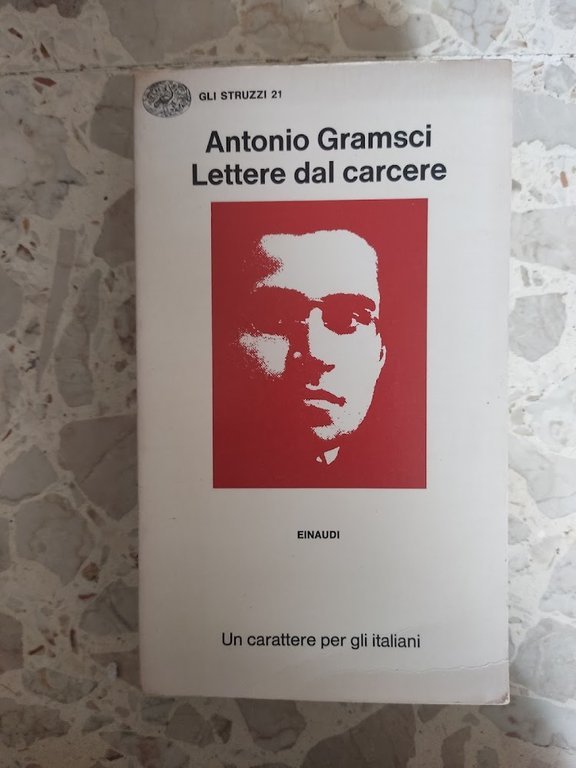 GLI STRUZZI 21
Antonio Gramsci
Lettere dal carcere
EINAUDI
Un carattere per gli italiani